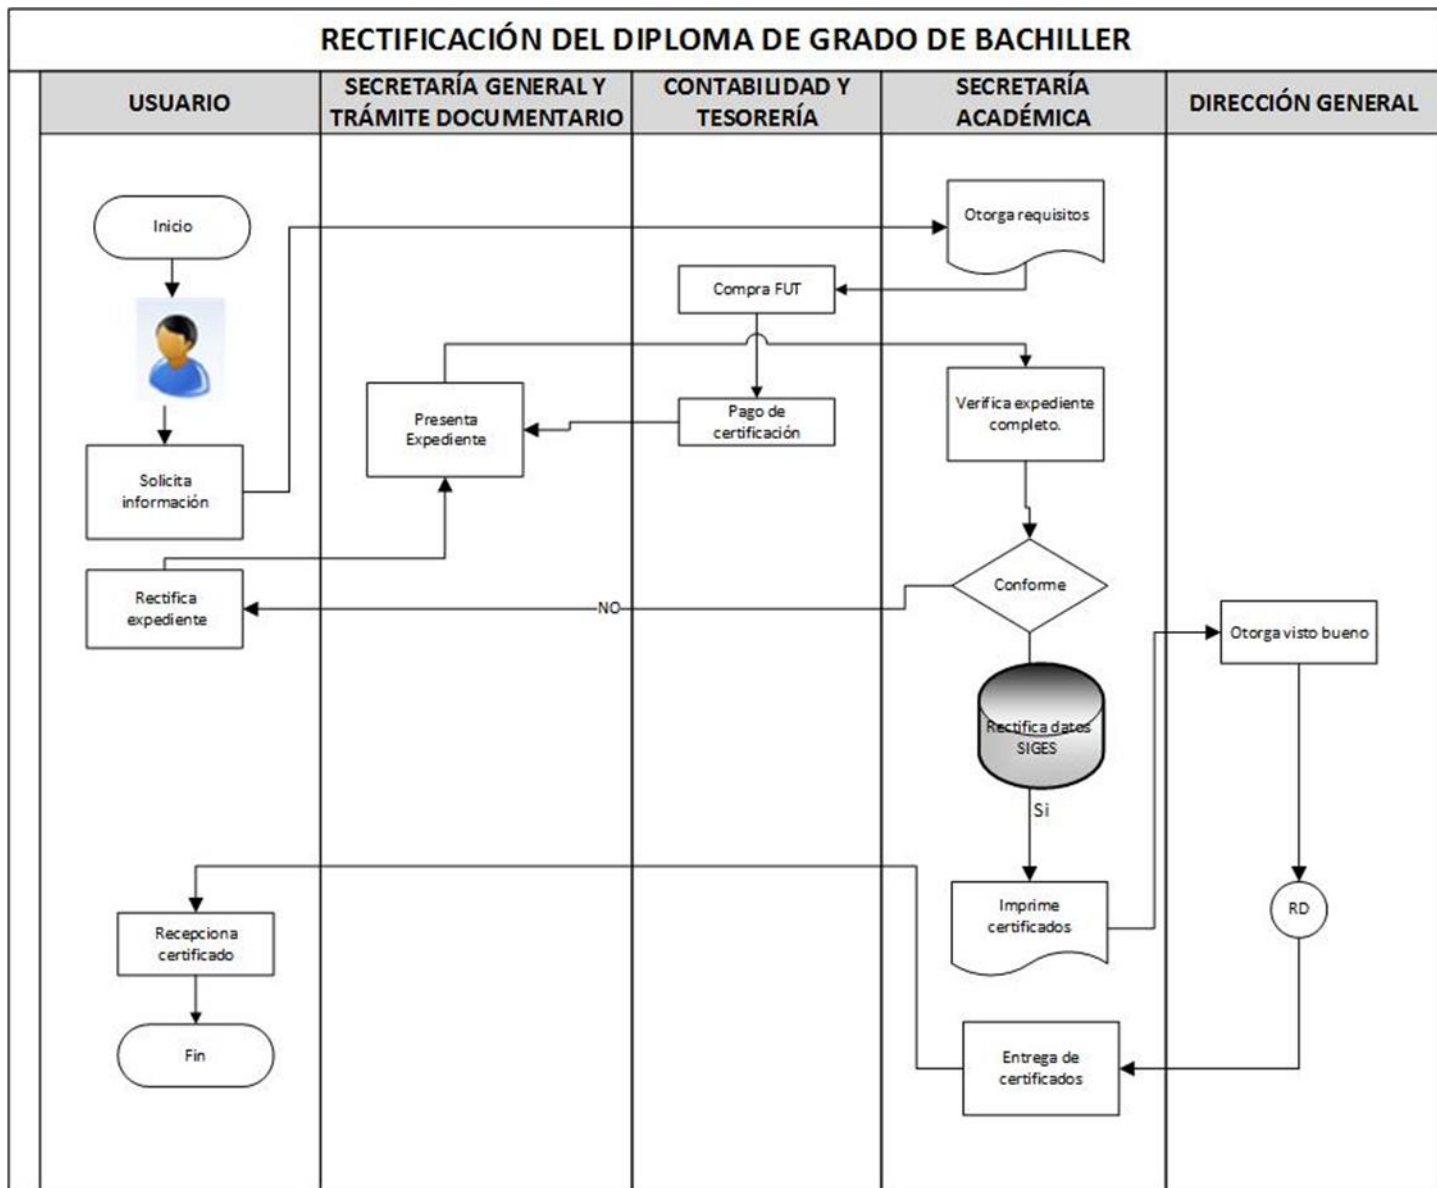 RECTIFICACIÓN DEL DIPLOMA DE GRADO DE BACHILLER
USUARIO
SECRETARÍA GENERAL Y
TRÁMITE DOCUMENTARIO
CONTABILIDAD Y
TESORERÍA
SECRETARÍA
ACADÉMICA
DIRECCIÓN GENERAL
Inicio
Otorga requisitos
Compra FUT
Presenta
Expediente
Pago de
certificación
Verifica expediente
completo.
Solicita
información
Conforme
Rectifica
expediente
NO
Otorga visto bueno
Rectifica datos
SIGES
Si
Imprime
certificados
RD
Recepciona
certificado
Fin
Entrega de
certificados